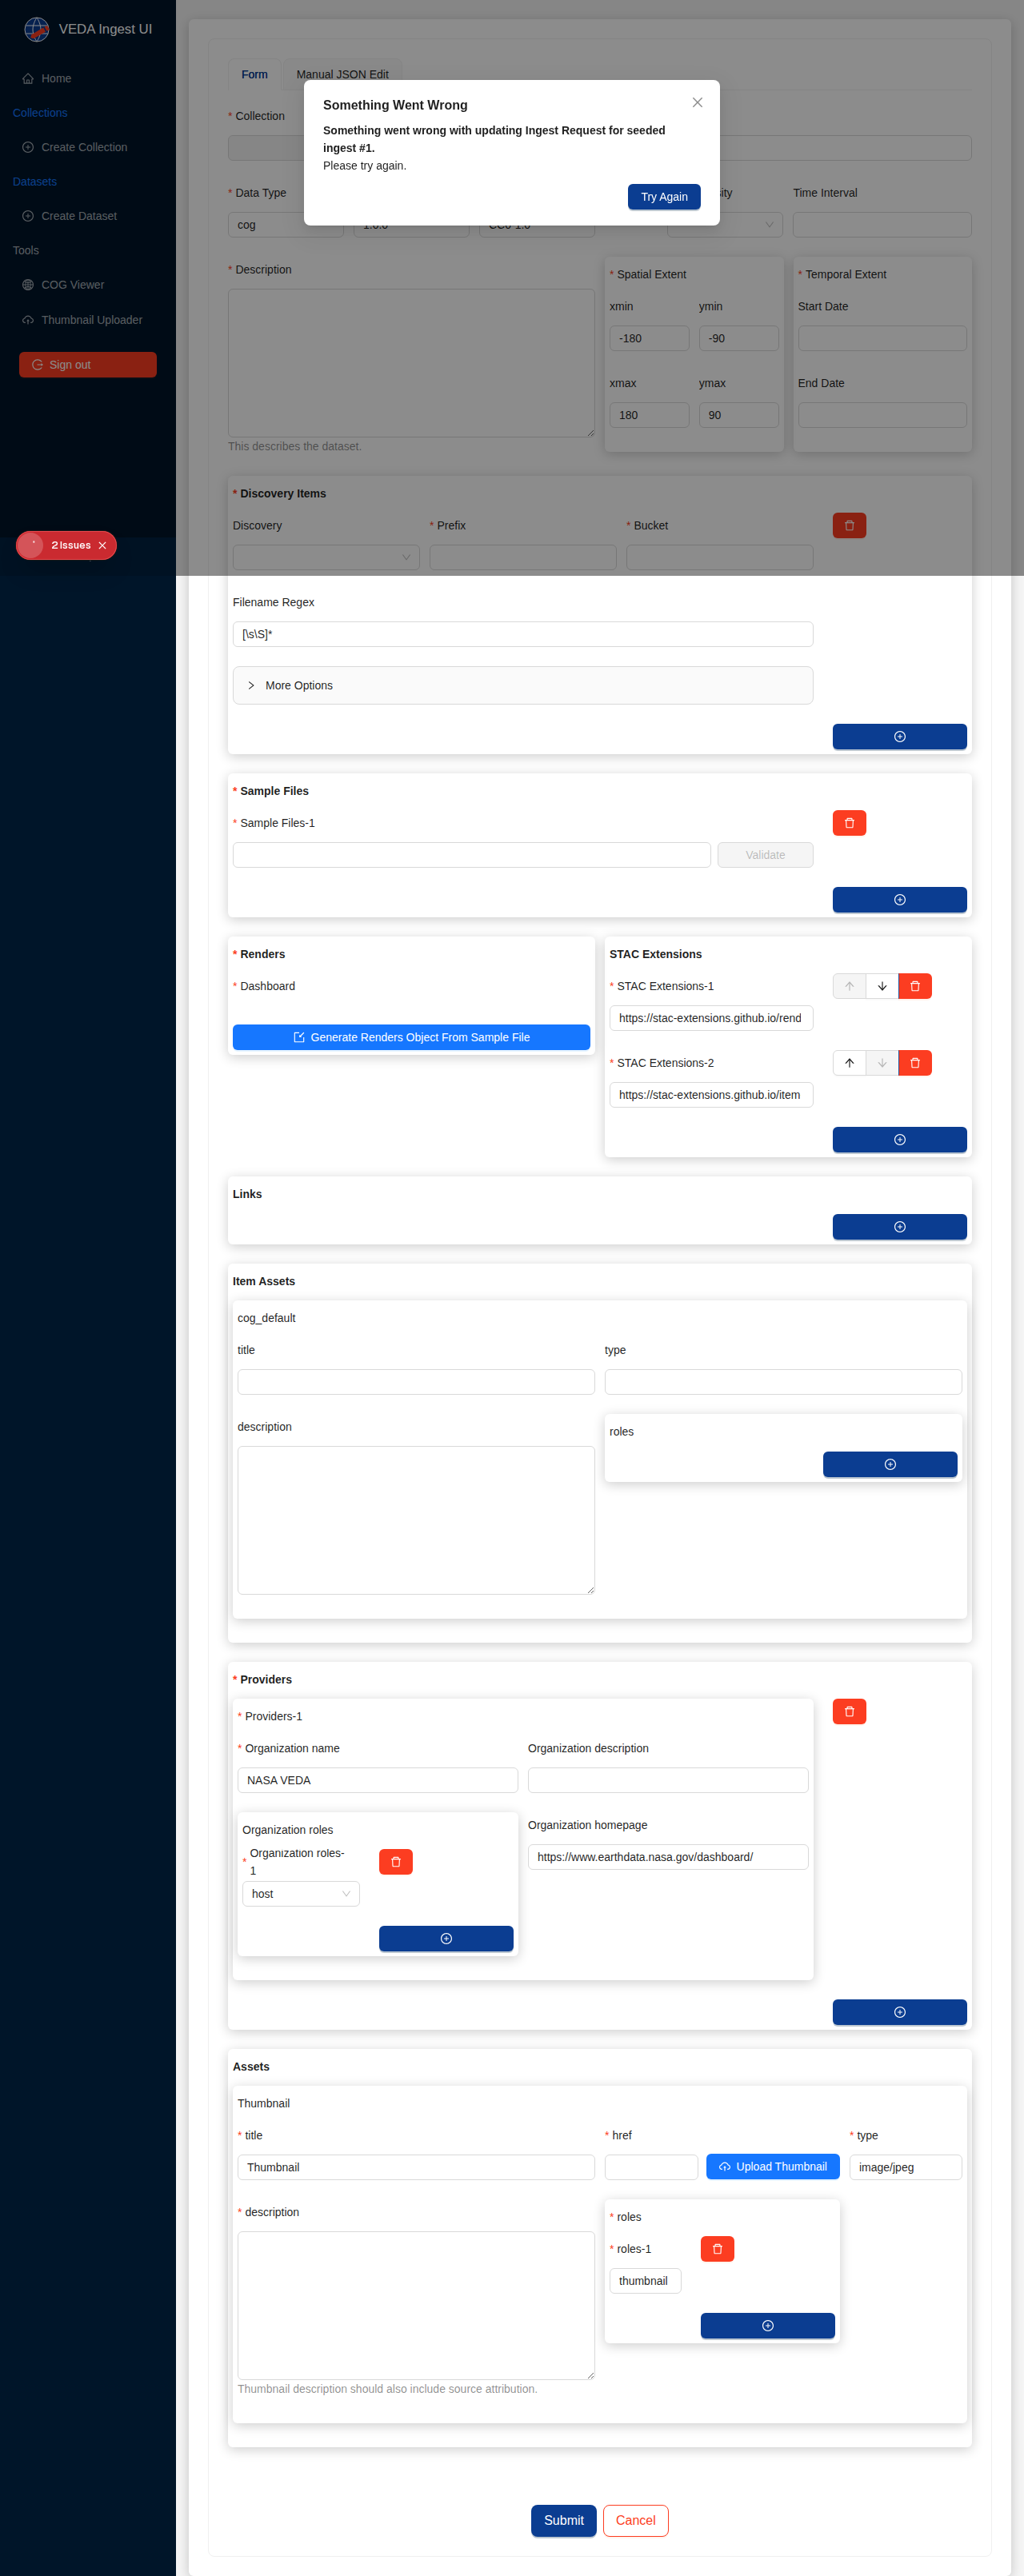 VEDA Ingest UI
Home
Collections
Create Collection
Datasets
Create Dataset
Tools
COG Viewer
Thumbnail Uploader
Sign out
2 Issues
Form
Manual JSON Edit
Something Went Wrong
Something went wrong with updating Ingest Request for seeded
ingest #1.
Please try again.
Try Again
* Collection
* Data Type
Time Interval
cog
* Description
This describes the dataset.
* Spatial Extent
xmin
ymin
-180
-90
xmax
ymax
180
90
* Temporal Extent
Start Date
End Date
* Discovery Items
Discovery
* Prefix
* Bucket
Filename Regex
[\s\S]*
More Options
* Sample Files
* Sample Files-1
Validate
* Renders
* Dashboard
Generate Renders Object From Sample File
STAC Extensions
* STAC Extensions-1
https://stac-extensions.github.io/rend
* STAC Extensions-2
https://stac-extensions.github.io/item
Links
Item Assets
cog_default
title
type
description
roles
* Providers
* Providers-1
* Organization name
Organization description
NASA VEDA
Organization roles
* Organization roles-
1
host
Organization homepage
https://www.earthdata.nasa.gov/dashboard/
Assets
Thumbnail
* title
* href
* type
Thumbnail
Upload Thumbnail
image/jpeg
* description
* roles
* roles-1
thumbnail
Thumbnail description should also include source attribution.
Submit
Cancel